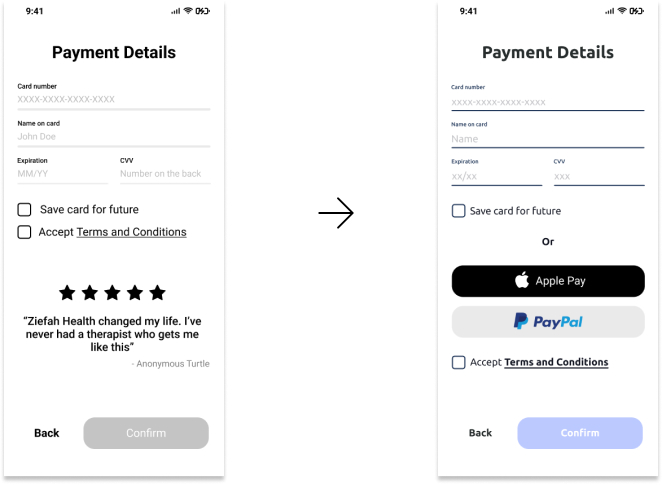 9:41
Payment Details
Card number
XXXX-XXXX-XXXX-XXXX
Name on card
John Doe
Expiration CVV
MM/YY Number on the back
Save card for future
Accept Terms and Conditions
“Ziefah Health changed my life. I’ve
never had a therapist who gets me
like this”
- Anonymous Turtle
Back Confirm
9:41
Payment Details
Card number
xxxx-xxxx-xxxx-xxxx
Name on card
Name
Expiration CVV
xx/xx xxx
Save card for future
Or
Apple Pay
PayPal
Accept Terms and Conditions
Back Confirm